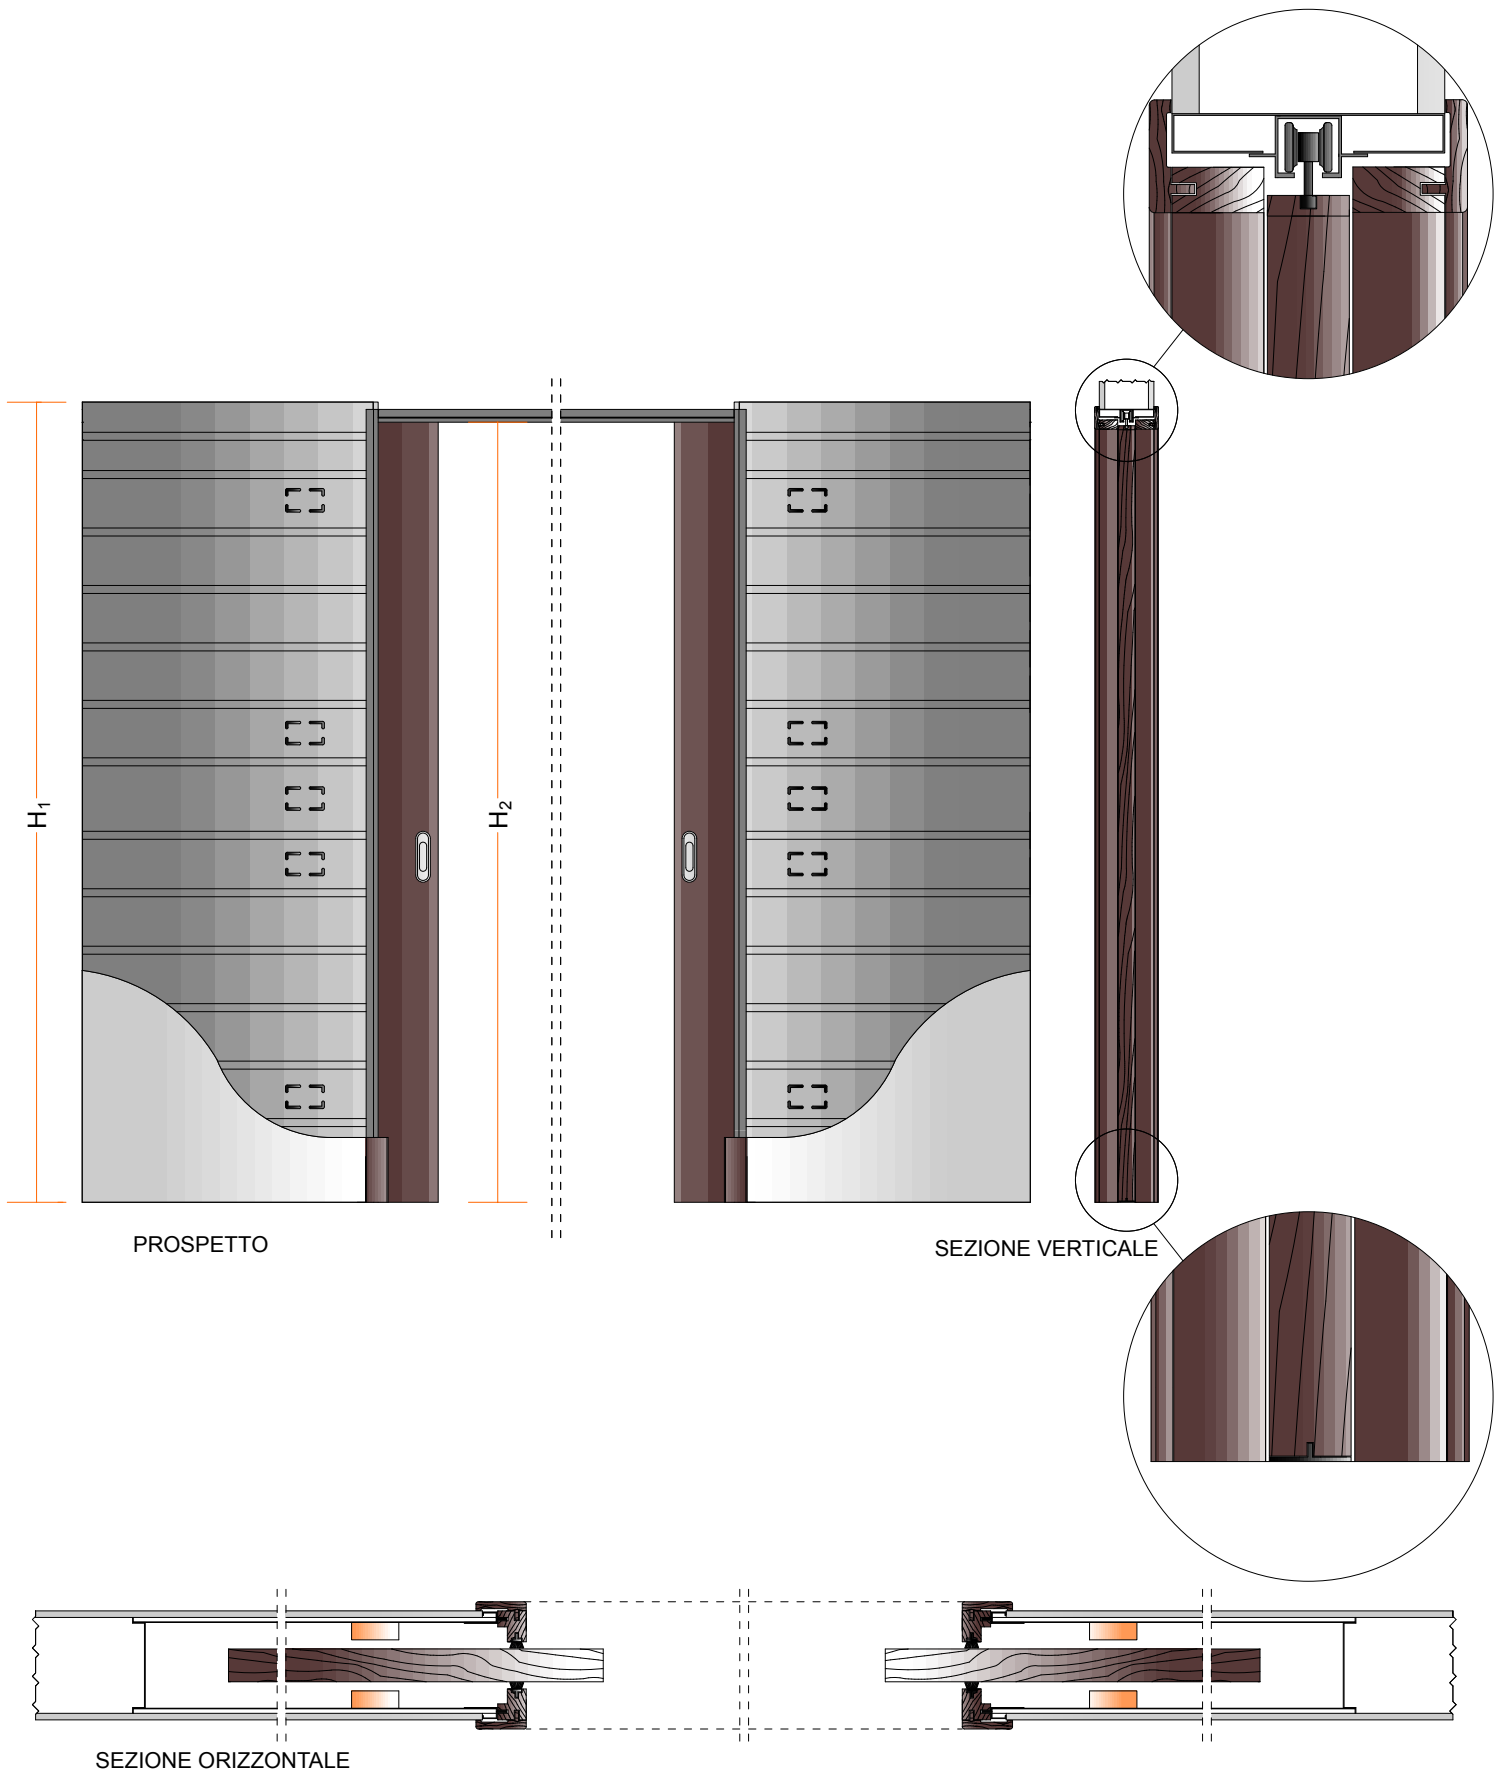 H₁
H₂
PROSPETTO
SEZIONE VERTICALE
SEZIONE ORIZZONTALE